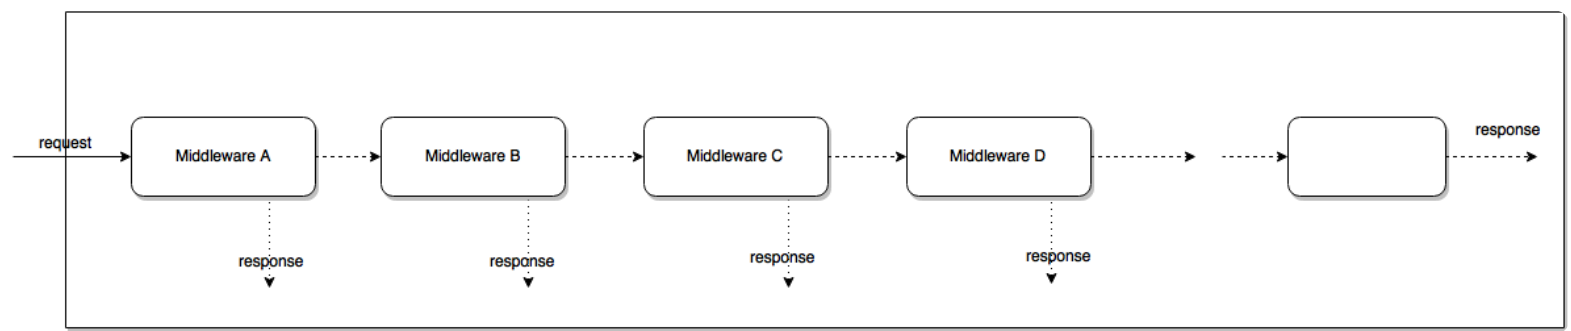 request
Middleware A
Middleware B
Middleware C
Middleware D
response
response
response
response
response